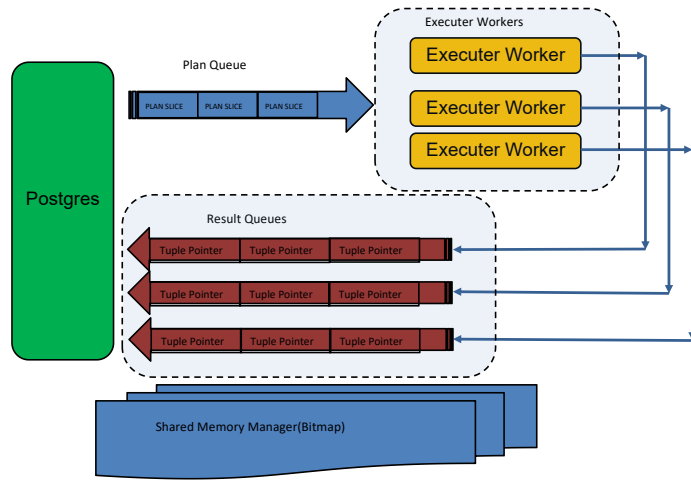 Executer Workers
Plan Queue
Executer Worker
PLAN SLICE PLAN SLICE PLAN SLICE
Executer Worker
Executer Worker
Postgres
Result Queues
Tuple Pointer Tuple Pointer Tuple Pointer
Tuple Pointer Tuple Pointer Tuple Pointer
Tuple Pointer Tuple Pointer Tuple Pointer
Shared Memory Manager(Bitmap)